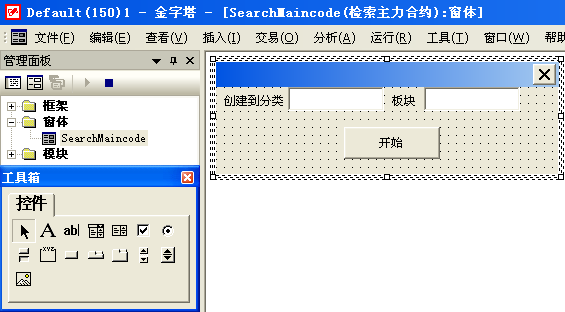 Default(150)1 - 金字塔 - [SearchMaincode(检索主力合约):窗体]
文件(F) 编辑(E) 查看(V) 插入(I) 交易(O) 分析(A) 运行(R) 工具(T) 窗口(W) 帮助
管理面板
框架
窗体
SearchMaincode
模块
工具箱
控件
A ab|
xyz
创建到分类 板块
开始